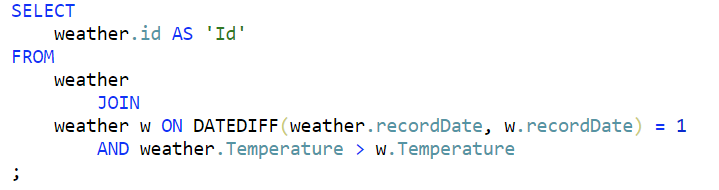 SELECT
    weather.id AS 'Id'
FROM
    weather
        JOIN
    weather w ON DATEDIFF(weather.recordDate, w.recordDate) = 1
        AND weather.Temperature > w.Temperature
;